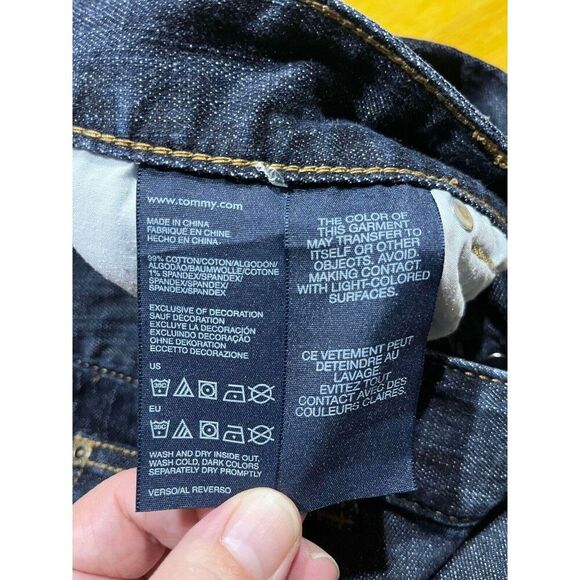 www.tommy.com
MADE IN CHINA
FABRIQUÉ EN CHINE
HECHO EN CHINA
99% COTTON/COTON/ALGODÓN/
ALGODÃO/BAUMWOLLE/COTONE
1% SPANDEX/SPANDEX/
SPANDEX/SPANDEX/
SPANDEX/SPANDEX
EXCLUSIVE OF DECORATION
SAUF DECORATION
EXCLUYE LA DECORACIÓN
EXCLUINDO DECORAÇÃO
OHNE DEKORATION
ECCETTO DECORAZIONE
US
30C
EU
30C
WASH AND DRY INSIDE OUT.
WASH COLD, DARK COLORS
SEPARATELY DRY PROMPTLY
VERSO/AL REVERSO
THE COLOR OF
THIS GARMENT
MAY TRANSFER TO
ITSELF OR OTHER
OBJECTS. AVOID
MAKING CONTACT
WITH LIGHT-COLORED
SURFACES.
CE VETEMENT PEUT
DETEINDRE AU
LAVAGE.
EVITEZ TOUT
CONTACT AVEC DES
COULEURS CLAIRES.